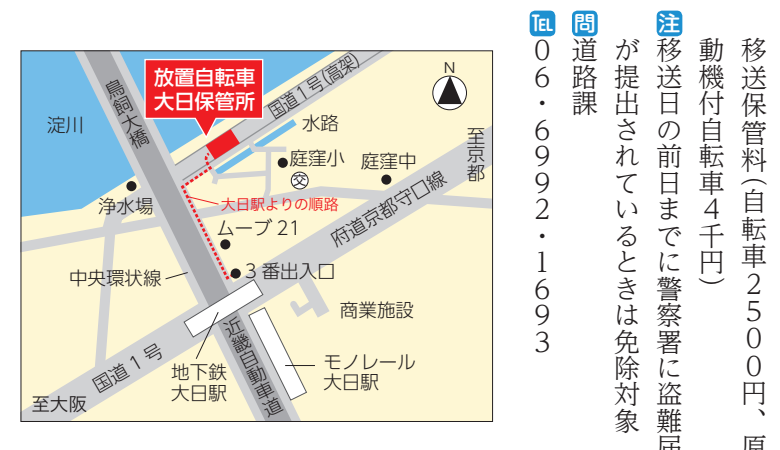 移送保管料(自転車2500円、原
動機付自転車4千円)
注移送日の前日までに警察署に盗難届
が提出されているときは免除対象
問道路課
TEL06・6992・1693
放置自転車
大日保管所
国道1号(高架)
N
鳥飼大橋
淀川
水路
至京都
庭窪小
庭窪中
交
浄水場
大日駅よりの順路
府道京都守口線
ムーブ21
3番出入口
中央環状線
商業施設
近畿自動車道
国道1号
地下鉄
大日駅
モノレール
大日駅
至大阪